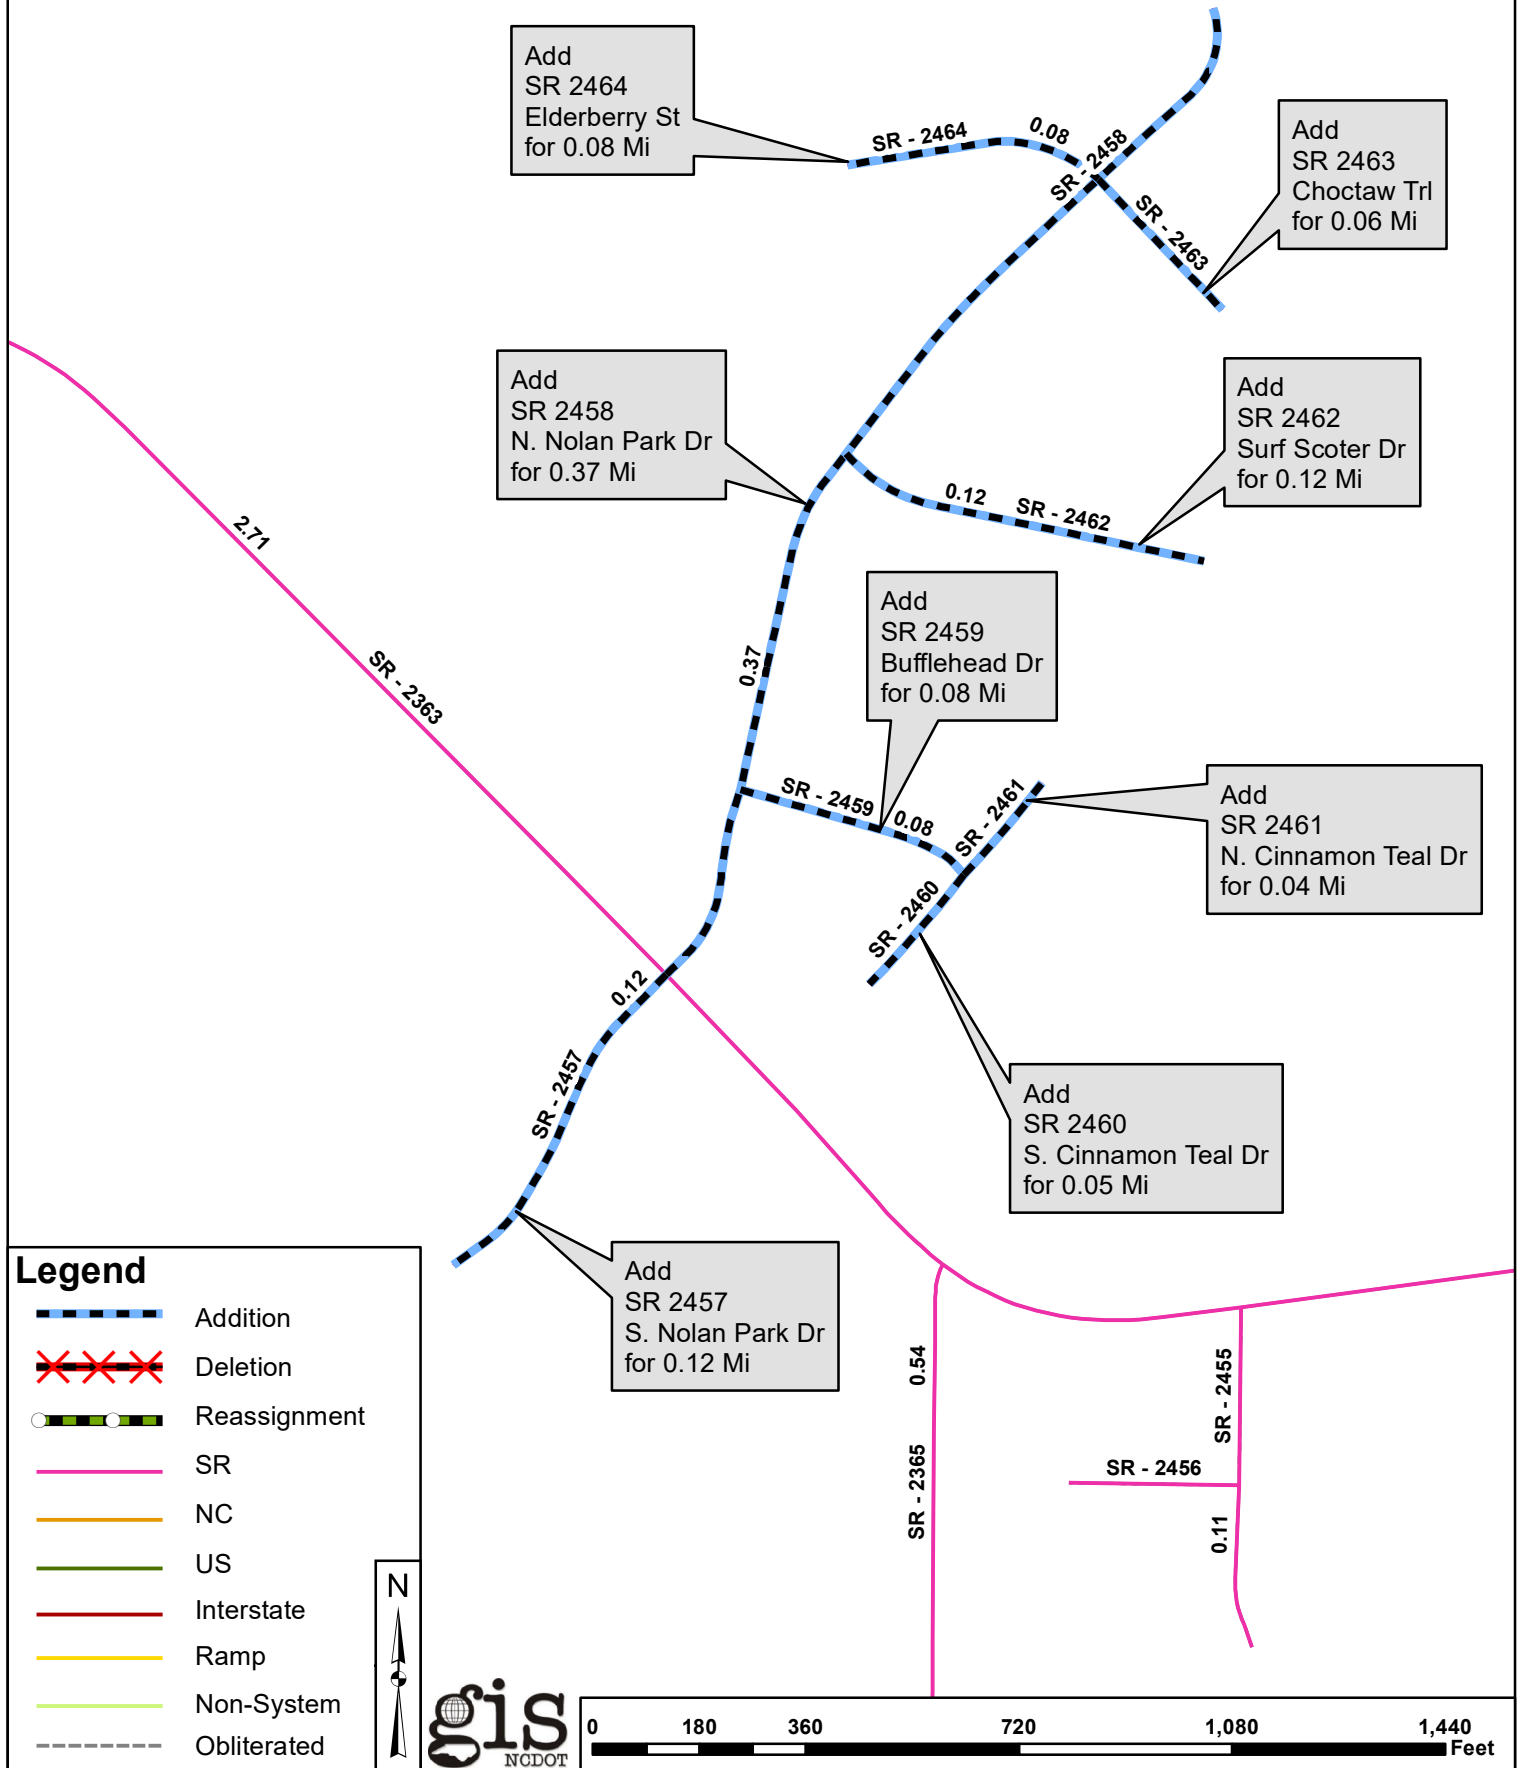 Add
SR 2464
Elderberry St
for 0.08 Mi
SR - 2464
0.08
SR - 2458
Add
SR 2463
Choctaw Trl
for 0.06 Mi
SR - 2463
Add
SR 2458
N. Nolan Park Dr
for 0.37 Mi
Add
SR 2462
Surf Scoter Dr
for 0.12 Mi
0.12
SR - 2462
2.71
SR - 2363
0.37
Add
SR 2459
Bufflehead Dr
for 0.08 Mi
SR - 2459
0.08
SR - 2461
Add
SR 2461
N. Cinnamon Teal Dr
for 0.04 Mi
SR - 2460
0.12
SR - 2457
Add
SR 2460
S. Cinnamon Teal Dr
for 0.05 Mi
Add
SR 2457
S. Nolan Park Dr
for 0.12 Mi
0.54
SR - 2365
SR - 2455
SR - 2456
0.11
Legend
Addition
Deletion
Reassignment
SR
NC
US
Interstate
Ramp
Non-System
Obliterated
N
gis
NCDOT
0 180 360 720 1,080 1,440
Feet